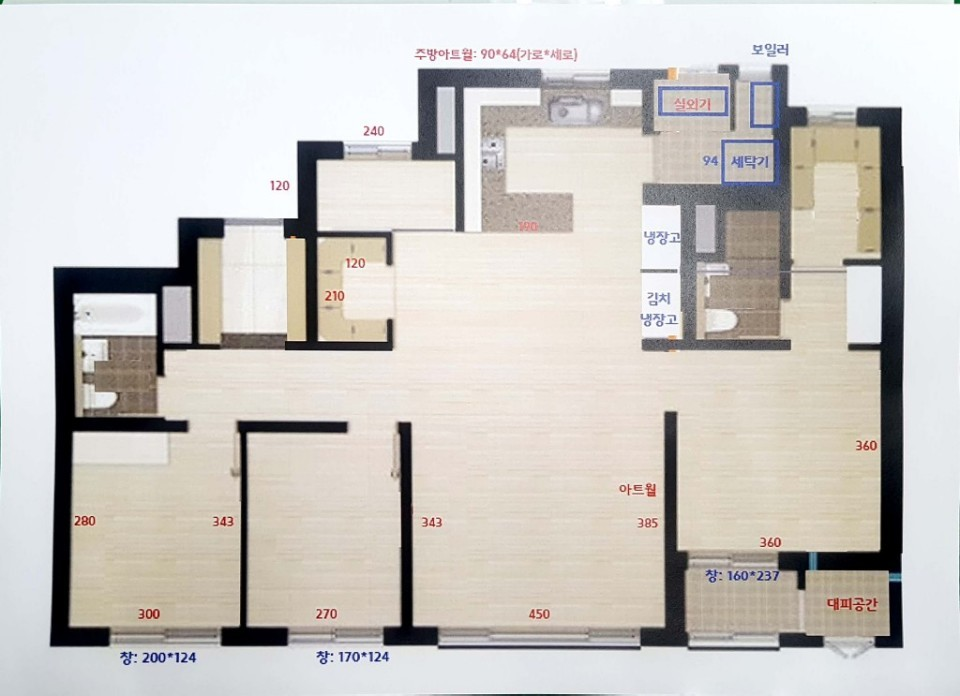 보일러
주방아트월: 90*64(가로*세로)
실외기
240
94 세탁기
120
190
냉장고
120
210
김치
냉장고
360
아트월
280
343
343
385
360
창: 160*237
대피공간
300
270
450
창: 200*124
창: 170*124